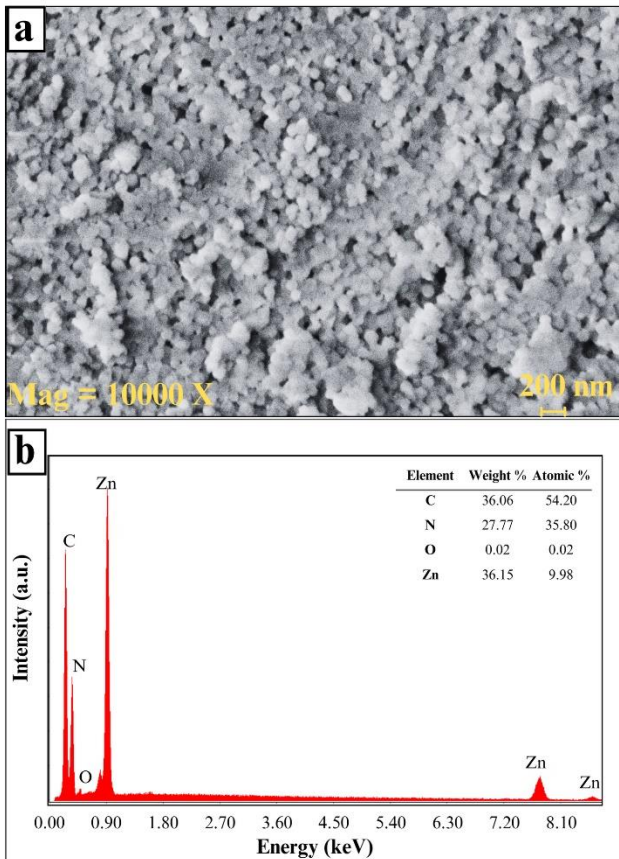 a
Mag = 10000 X
200 nm
b
Element Weight % Atomic %
C 36.06 54.20
N 27.77 35.80
O 0.02 0.02
Zn 36.15 9.98
Zn
C
N
O
Zn
Zn
Intensity (a.u.)
0.00 0.90 1.80 2.70 3.60 4.50 5.40 6.30 7.20 8.10
Energy (keV)